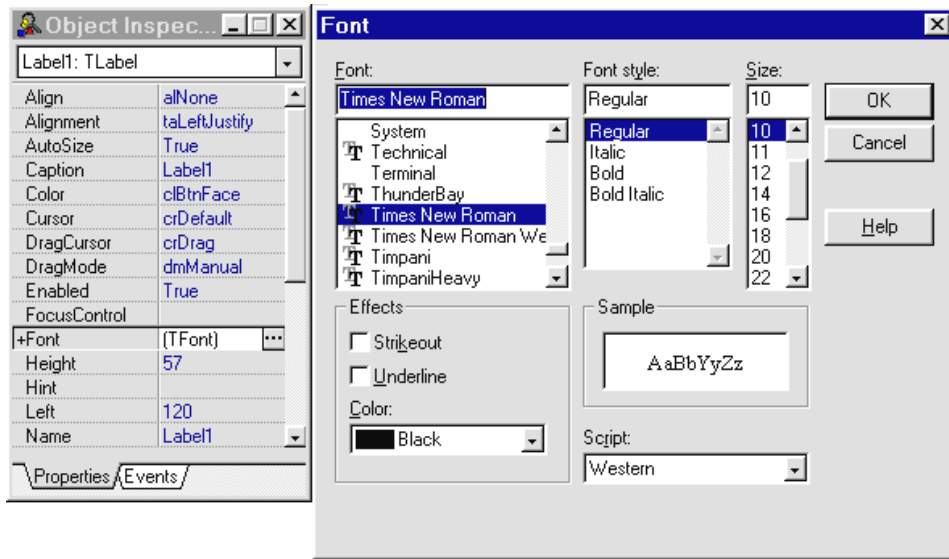 Object Inspec...
Label1: TLabel
Align alNone
Alignment taLeftJustify
AutoSize True
Caption Label1
Color clBtnFace
Cursor crDefault
DragCursor crDrag
DragMode dmManual
Enabled True
FocusControl
+Font (TFont) ...
Height 57
Hint
Left 120
Name Label1
Properties Events
Font
Font:
Times New Roman
System
Technical
Terminal
ThunderBay
Times New Roman
Times New Roman We
Timpani
TimpaniHeavy
Font style:
Regular
Regular
Italic
Bold
Bold Italic
Size:
10
10
11
12
14
16
18
20
22
OK
Cancel
Help
Effects
Strikeout
Underline
Color:
Black
Sample
AaBbYyZz
Script:
Western